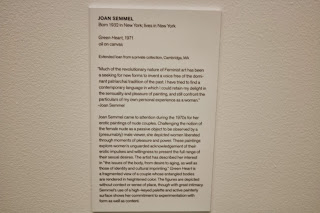 JOAN SEMMEL
Born 1932 in New York; lives in New York
Green Heart, 1971
oil on canvas
Extended loan from a private collection, Cambridge, MA
"Much of the revolutionary nature of Feminist art has been
a seeking for new forms to reveal a voice free of the domi-
nant patriarchal tradition of the past. I have tried to find a
contemporary language in which I could retain my delight in
the sensuality and pleasure of painting, and still confront the
particulars of my own personal experience as a woman."
-Joan Semmel
Joan Semmel came to attention during the 1970s for her
erotic paintings of nude couples. Challenging the notion of
the female nude as a passive object to be observed by a
(presumably) male viewer, she depicted women liberated
through moments of pleasure and power. These paintings
explore women's unguarded acknowledgement of their
erotic impulses and willingness to present the full range of
their sexual desires. The artist has described her interest
in "the issues of the body, from desire to aging, as well as
those of identity and cultural imprinting." Green Heart is
a fragmented view of a couple whose entangled bodies
are rendered in heightened color. The figures are depicted
without context or sense of place, though with great intimacy.
Semmel's use of a high-keyed palette and active painterly
surface shows her commitment to experimentation with
form as well as content.